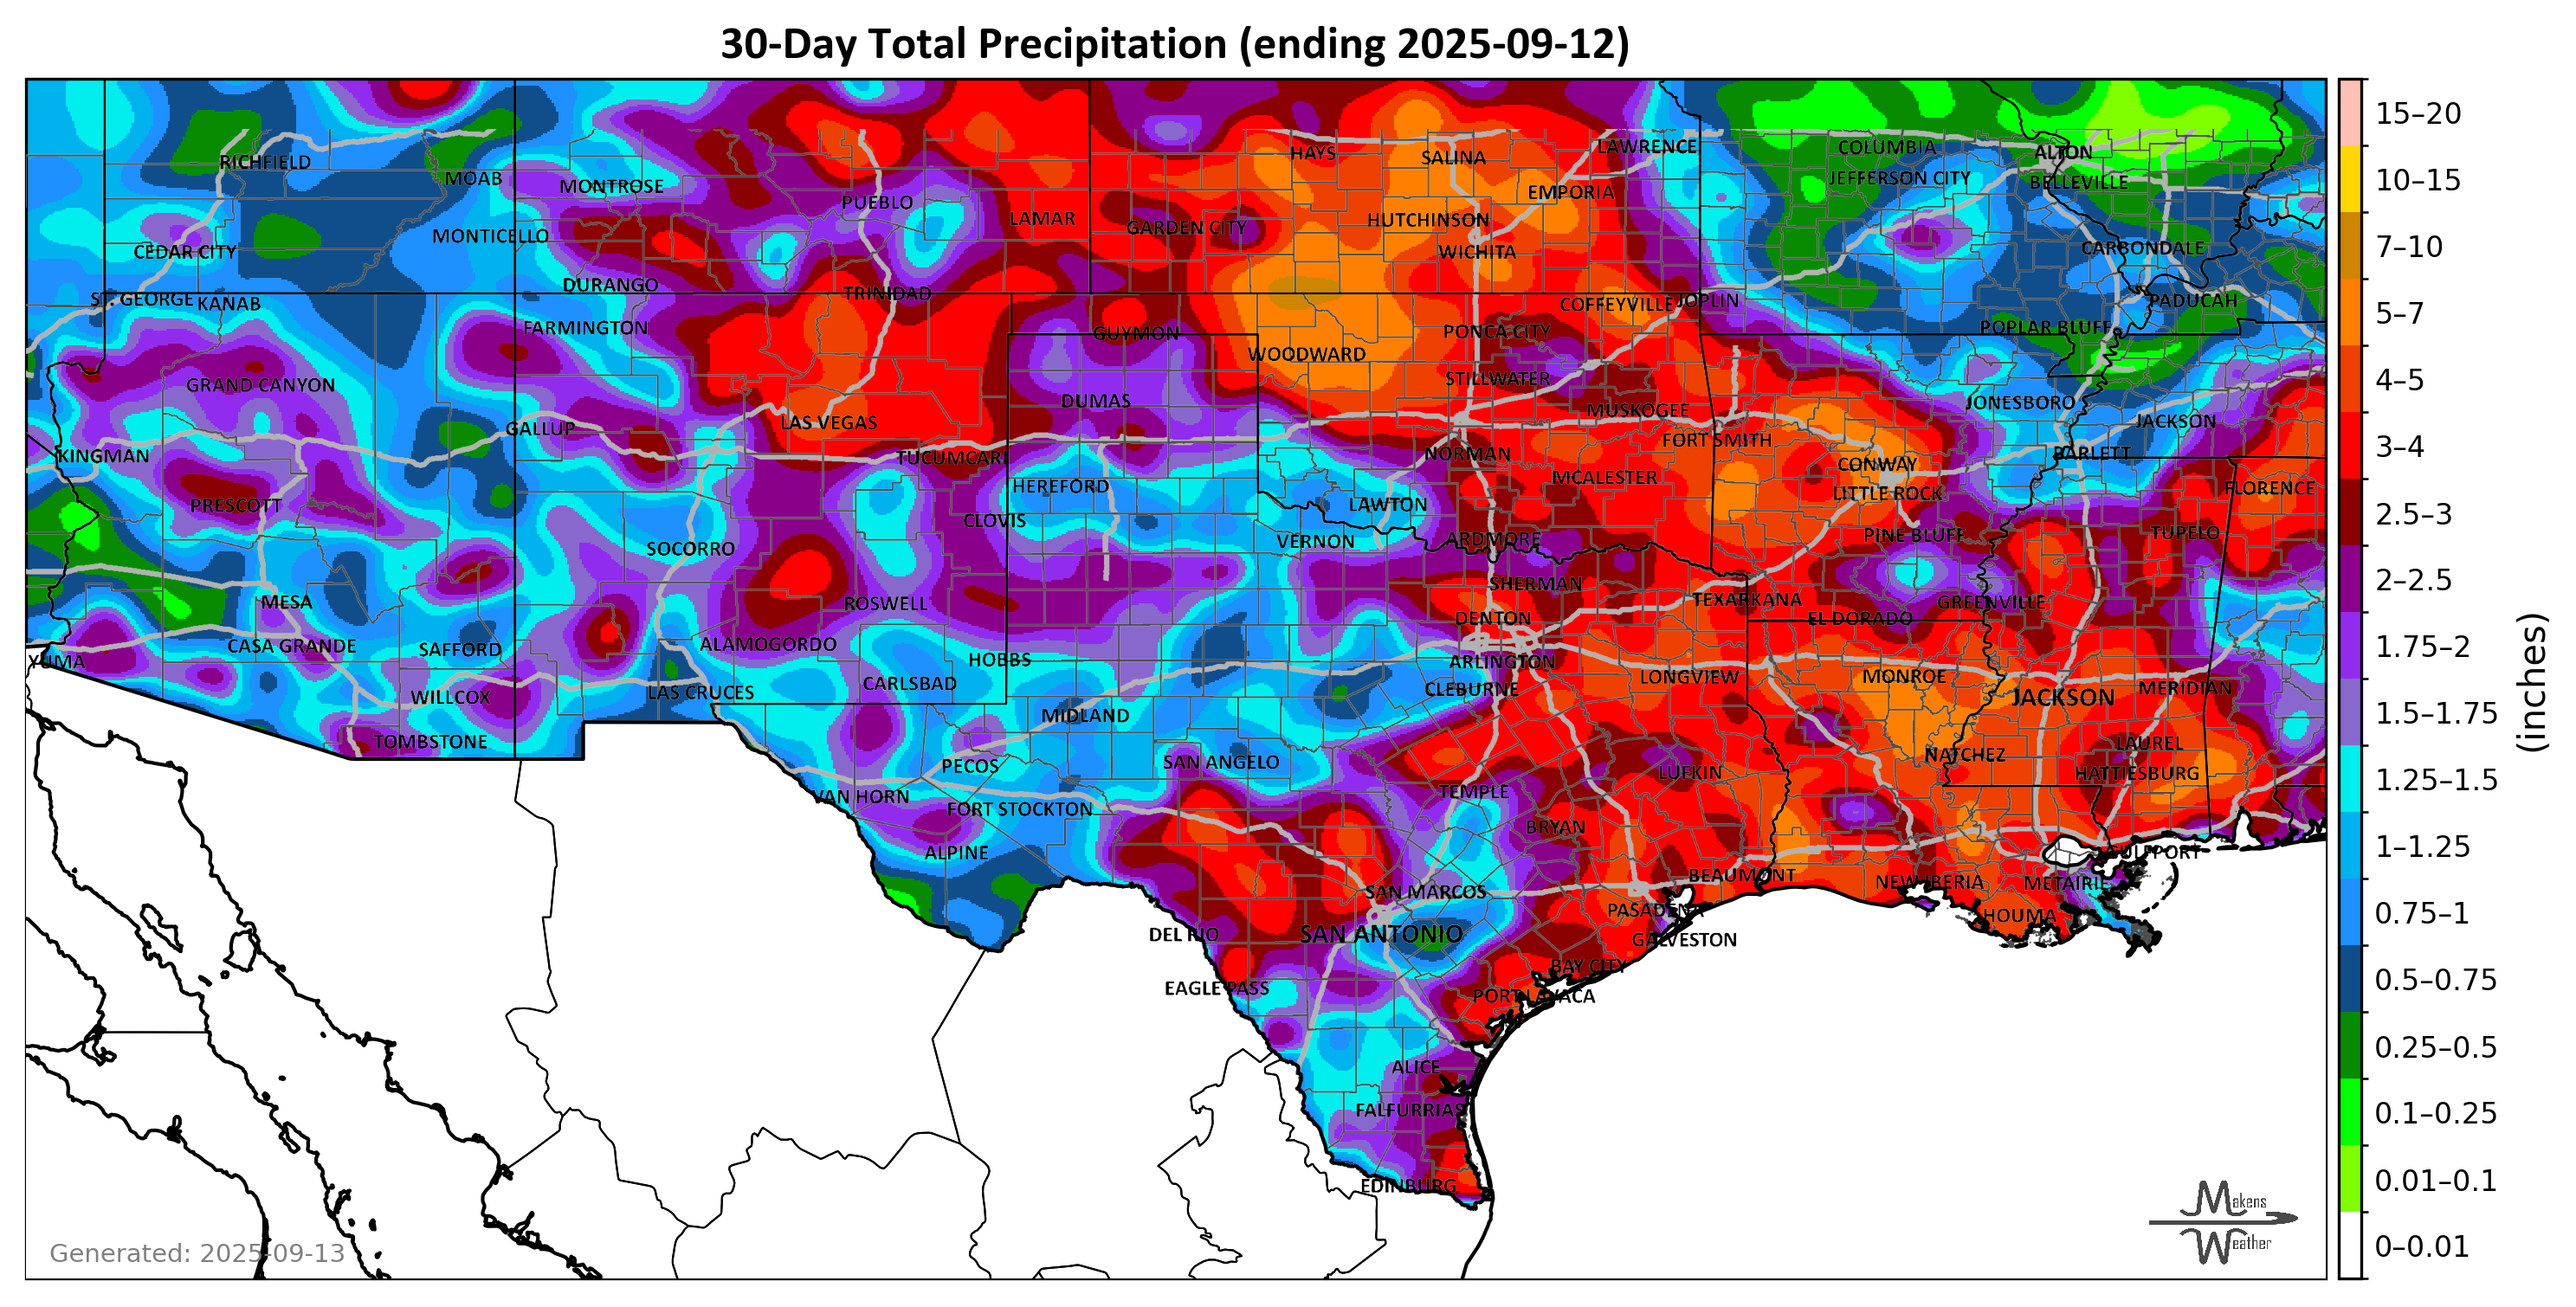 30-Day Total Precipitation (ending 2025-09-12)
HAYS SALINA LAWRENCE COLUMBIA ALTON
RICHFIELD MOAB MONTROSE EMPORIA JEFFERSON CITY BELLEVILLE
PUEBLO LAMAR GARDEN CITY HUTCHINSON
CEDAR CITY MONTICELLO WICHITA CARBONDALE
ST. GEORGE KANAB DURANGO TRINIDAD COFFEYVILLE JOPLIN PADUCAH
FARMINGTON GUYMON PONCA CITY POPLAR BLUFF
WOODWARD
GRAND CANYON DUMAS STILLWATER JONESBORO
GALLUP LAS VEGAS MUSKOGEE JACKSON
KINGMAN TUCUMCARI NORMAN FORT SMITH CONWAY BARLETT
PRESCOTT HEREFORD LAWTON MCALESTER LITTLE ROCK FLORENCE
SOCORRO CLOVIS VERNON ARDMORE PINE BLUFF TUPELO
MESA ROSWELL SHERMAN TEXARKANA GREENVILLE
CASA GRANDE SAFFORD ALAMOGORDO DENTON EL DORADO
YUMA HOBBS ARLINGTON
WILLCOX LAS CRUCES CARLSBAD CLEBURNE LONGVIEW MONROE JACKSON MERIDIAN
TOMBSTONE MIDLAND
PECOS SAN ANGELO LUFKIN NATCHEZ LAUREL
VAN HORN FORT STOCKTON TEMPLE HATTIESBURG
ALPINE BRYAN GULFPORT
SAN MARCOS BEAUMONT NEW IBERIA METAIRIE
DEL RIO SAN ANTONIO PASADENA GALVESTON HOUMA
EAGLE PASS BAY CITY
PORT LAVACA
ALICE
FALFURRIAS
EDINBURG
15–20
10–15
7–10
5–7
4–5
3–4
2.5–3
2–2.5
1.75–2
1.5–1.75
1.25–1.5
1–1.25
0.75–1
0.5–0.75
0.25–0.5
0.1–0.25
0.01–0.1
0–0.01
(inches)
Generated: 2025-09-13
Makens
Weather